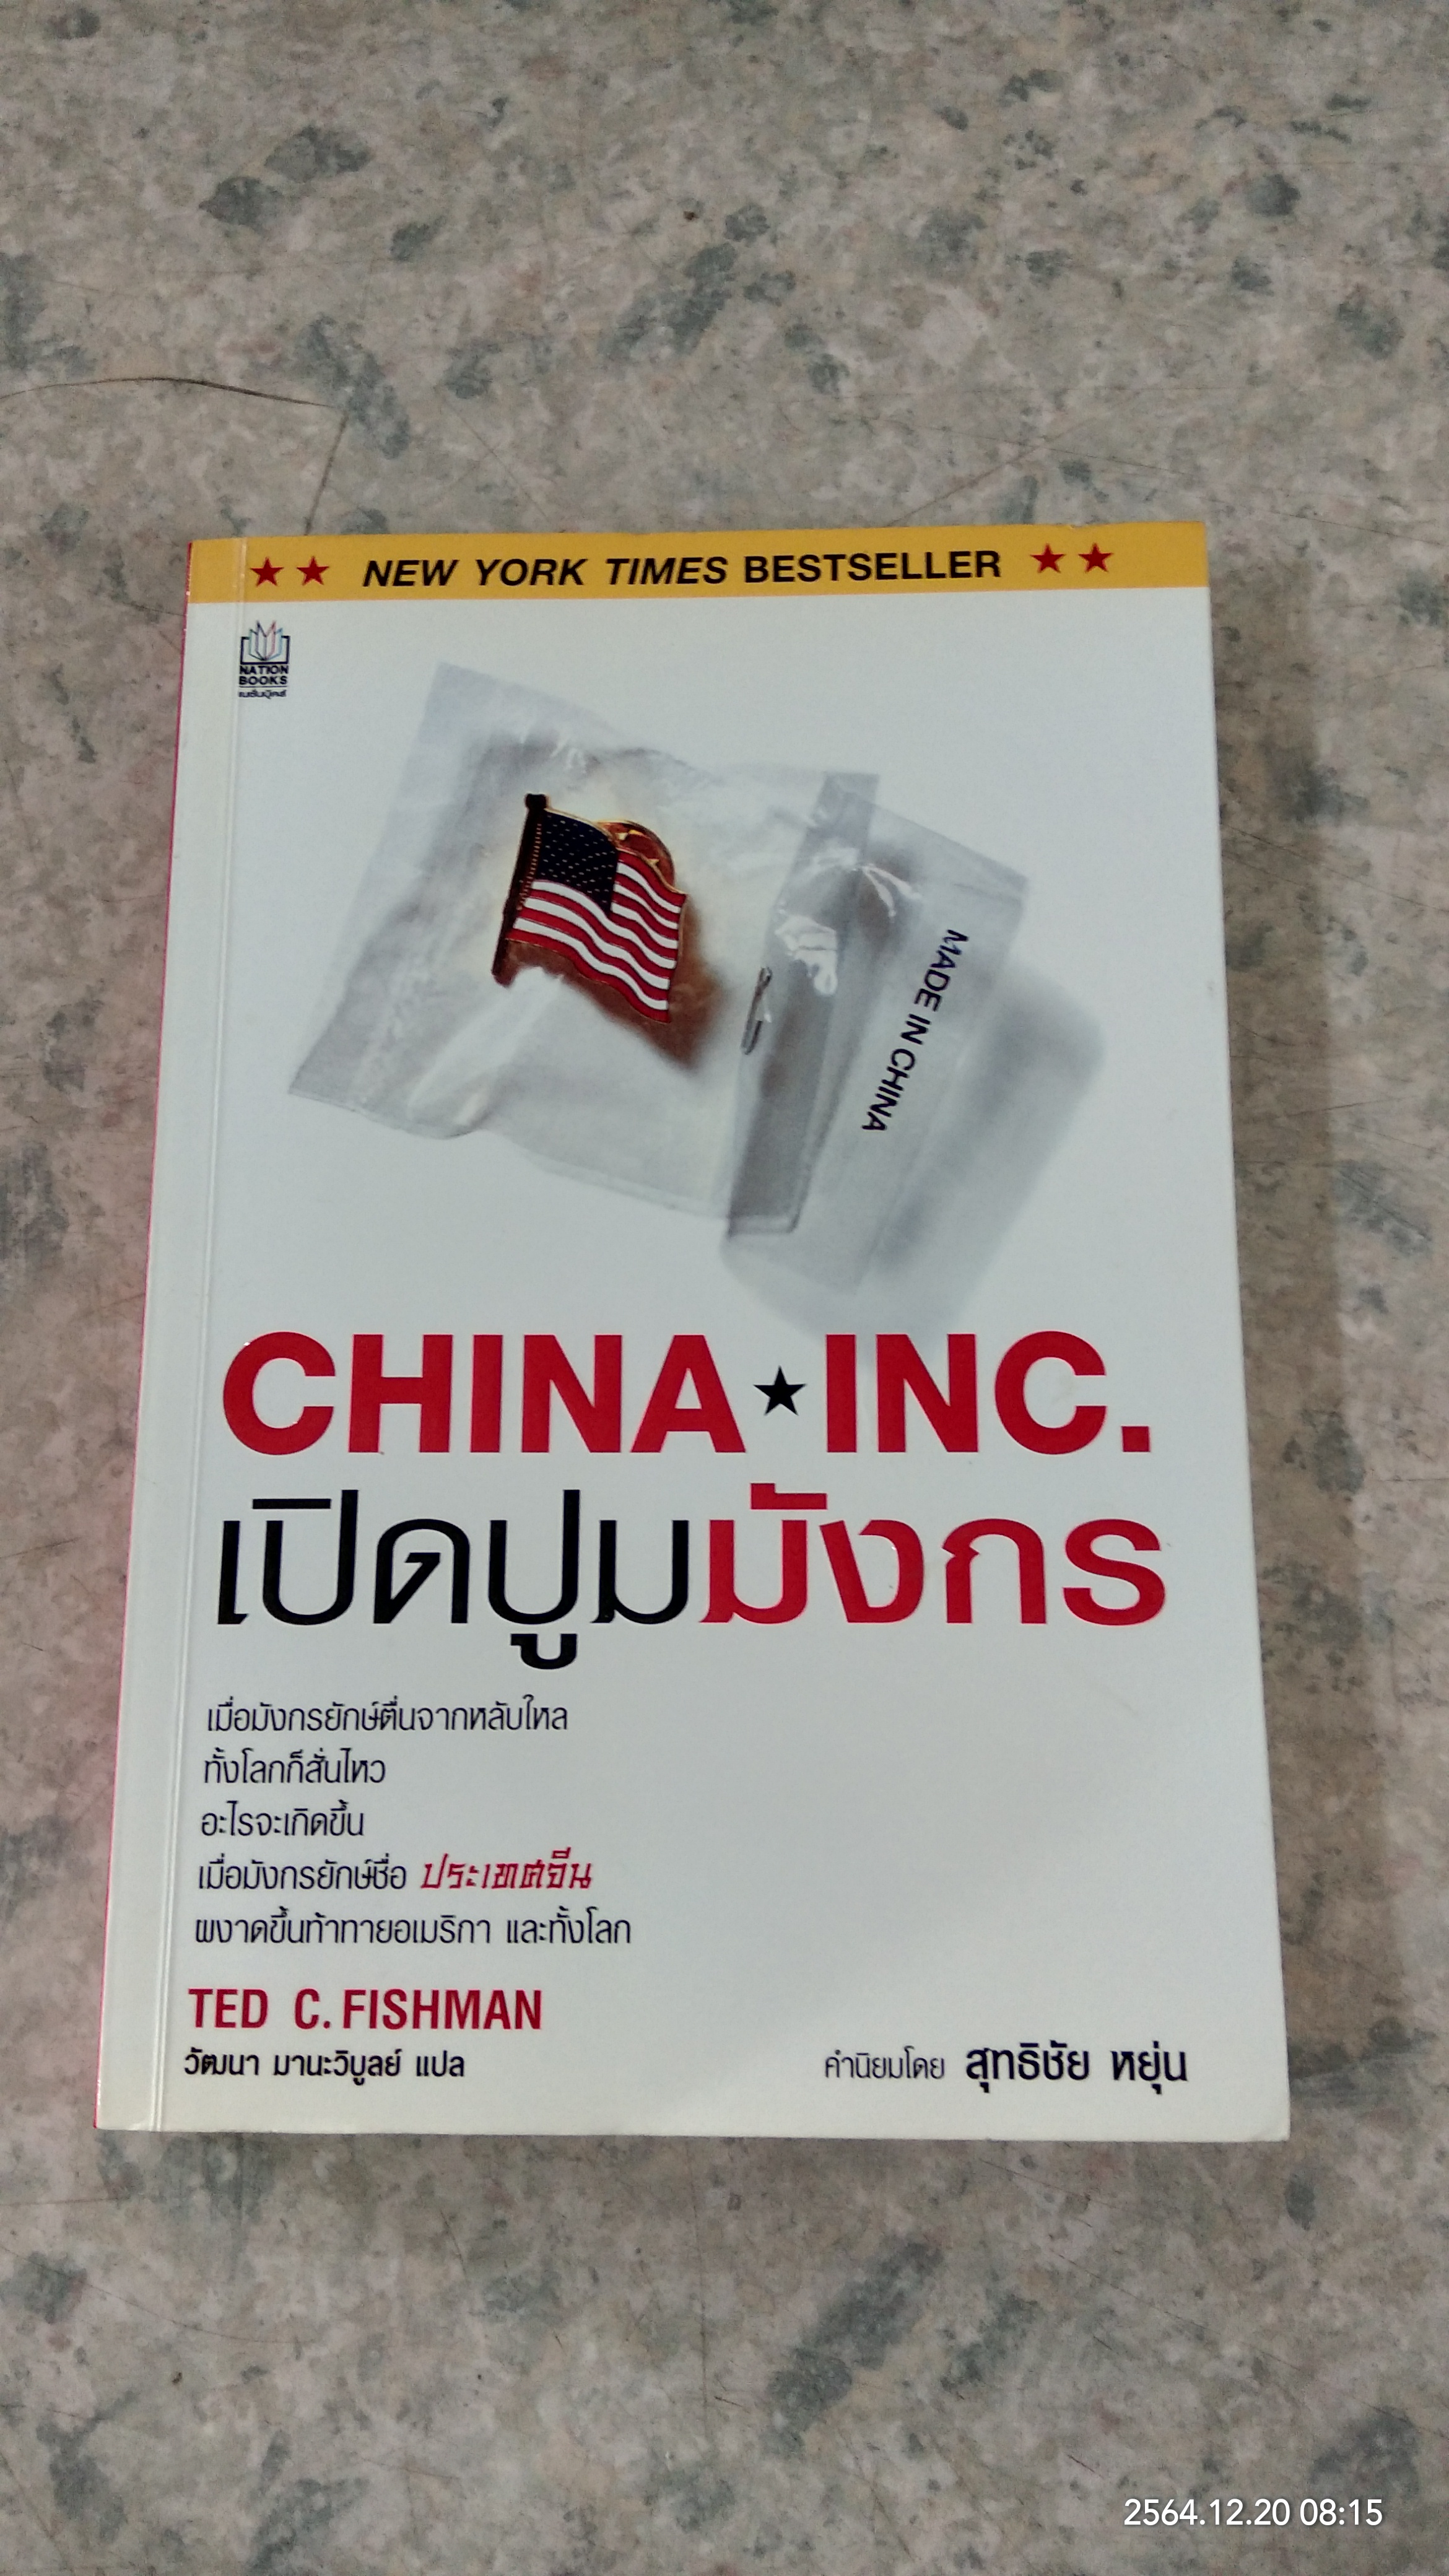 ★★ NEW YORK TIMES BESTSELLER ★★
NATION
BOOKS
เนชั่นบุ๊คส์
MADE IN CHINA
CHINA★INC.
เปิดปูมมังกร
เมื่อมังกรยักษ์ตื่นจากหลับใหล
ทั้งโลกก็สั่นไหว
อะไรจะเกิดขึ้น
เมื่อมังกรยักษ์ชื่อ ประเทศจีน
ผงาดขึ้นท้าทายอเมริกา และทั้งโลก
TED C. FISHMAN
วัฒนา มานะวิบูลย์ แปล
คำนิยมโดย สุทธิชัย หยุ่น
2564.12.20 08:15